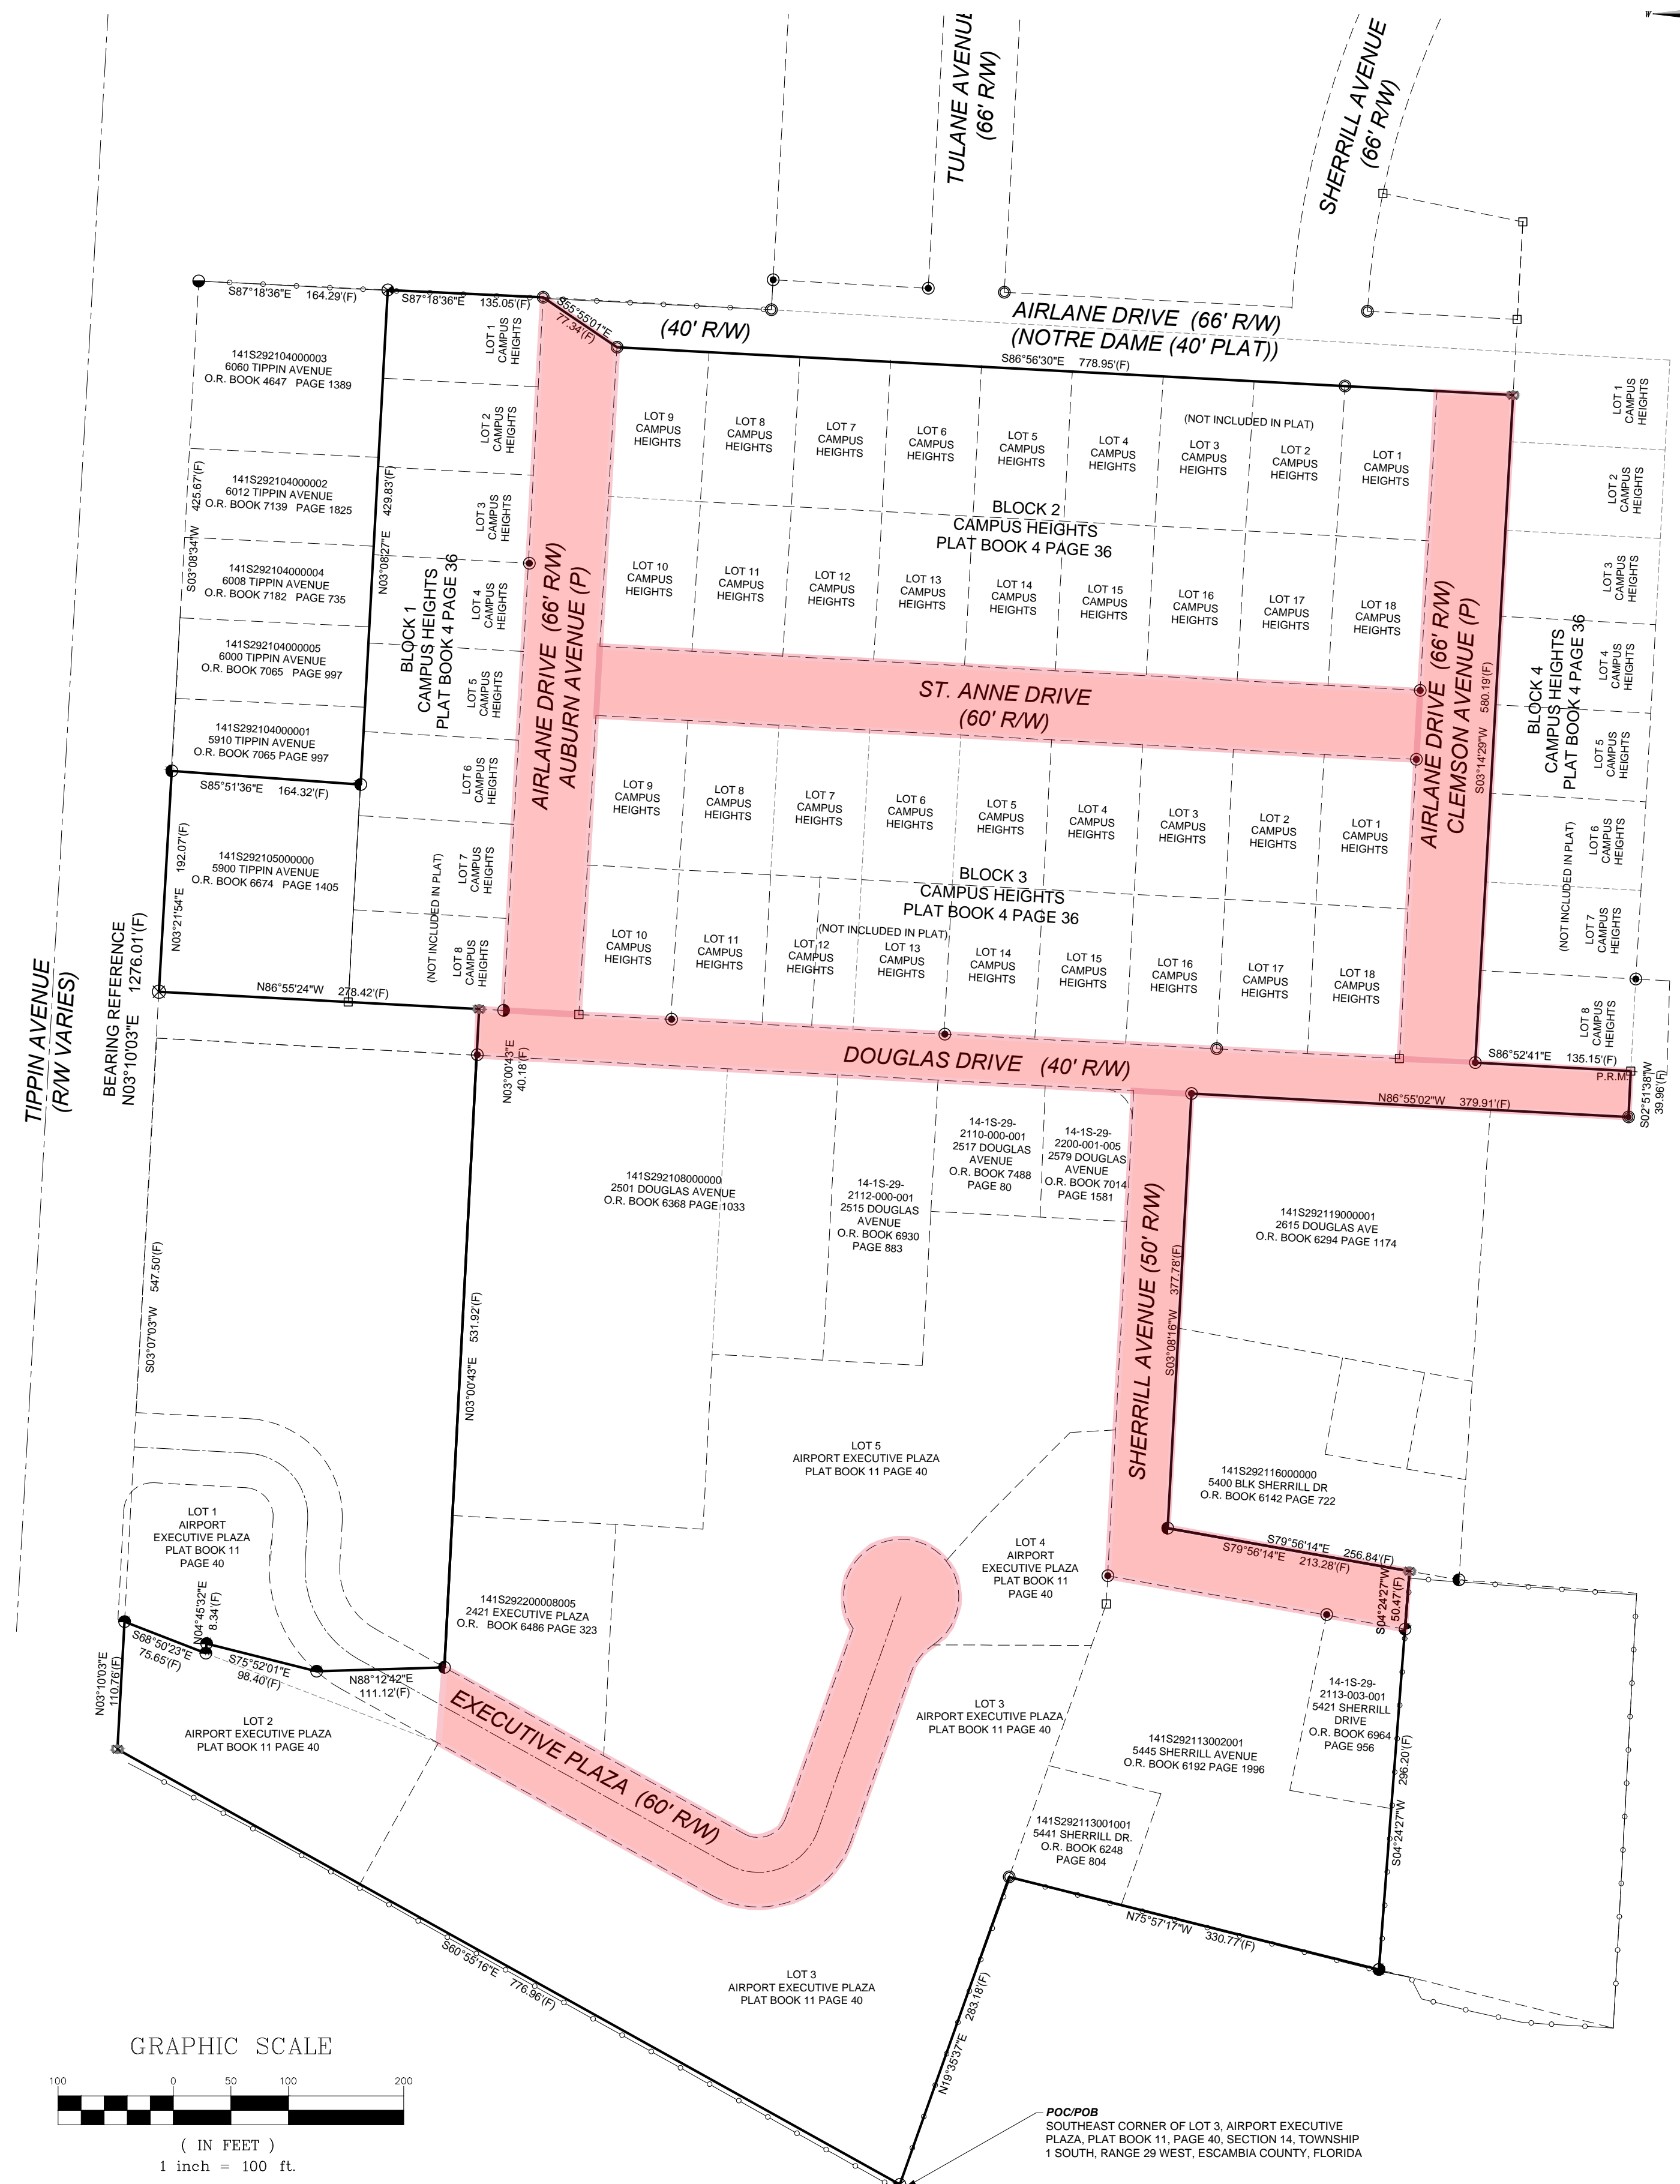 W
TULANE AVENUE
(66' R/W)
SHERRILL AVENUE
(66' R/W)
S87°18'36"E 164.29'(F)
S87°18'36"E 135.05'(F)
S55°55'01"E
77.34'(F)
(40' R/W)
AIRLANE DRIVE (66' R/W)
(NOTRE DAME (40' PLAT))
S86°56'30"E 778.95'(F)
141S292104000003
6060 TIPPIN AVENUE
O.R. BOOK 4647 PAGE 1389
141S292104000002
6012 TIPPIN AVENUE
O.R. BOOK 7139 PAGE 1825
141S292104000004
6008 TIPPIN AVENUE
O.R. BOOK 7182 PAGE 735
141S292104000005
6000 TIPPIN AVENUE
O.R. BOOK 7065 PAGE 997
141S292104000001
5910 TIPPIN AVENUE
O.R. BOOK 7065 PAGE 997
S03°08'34"W 425.67'(F)
N03°08'27"E 429.83'(F)
S85°51'36"E 164.32'(F)
141S292105000000
5900 TIPPIN AVENUE
O.R. BOOK 6674 PAGE 1405
N03°21'54"E 192.07'(F)
N86°55'24"W 278.42'(F)
LOT 1
CAMPUS
HEIGHTS
LOT 2
CAMPUS
HEIGHTS
LOT 3
CAMPUS
HEIGHTS
LOT 4
CAMPUS
HEIGHTS
LOT 5
CAMPUS
HEIGHTS
LOT 6
CAMPUS
HEIGHTS
LOT 7
CAMPUS
HEIGHTS
LOT 8
CAMPUS
HEIGHTS
BLOCK 1
CAMPUS HEIGHTS
PLAT BOOK 4 PAGE 36
(NOT INCLUDED IN PLAT)
AIRLANE DRIVE (66' R/W)
AUBURN AVENUE (P)
LOT 9
CAMPUS
HEIGHTS
LOT 8
CAMPUS
HEIGHTS
LOT 7
CAMPUS
HEIGHTS
LOT 6
CAMPUS
HEIGHTS
LOT 5
CAMPUS
HEIGHTS
LOT 4
CAMPUS
HEIGHTS
(NOT INCLUDED IN PLAT)
LOT 3
CAMPUS
HEIGHTS
LOT 2
CAMPUS
HEIGHTS
LOT 1
CAMPUS
HEIGHTS
BLOCK 2
CAMPUS HEIGHTS
PLAT BOOK 4 PAGE 36
LOT 10
CAMPUS
HEIGHTS
LOT 11
CAMPUS
HEIGHTS
LOT 12
CAMPUS
HEIGHTS
LOT 13
CAMPUS
HEIGHTS
LOT 14
CAMPUS
HEIGHTS
LOT 15
CAMPUS
HEIGHTS
LOT 16
CAMPUS
HEIGHTS
LOT 17
CAMPUS
HEIGHTS
LOT 18
CAMPUS
HEIGHTS
ST. ANNE DRIVE
(60' R/W)
LOT 9
CAMPUS
HEIGHTS
LOT 8
CAMPUS
HEIGHTS
LOT 7
CAMPUS
HEIGHTS
LOT 6
CAMPUS
HEIGHTS
LOT 5
CAMPUS
HEIGHTS
LOT 4
CAMPUS
HEIGHTS
LOT 3
CAMPUS
HEIGHTS
LOT 2
CAMPUS
HEIGHTS
LOT 1
CAMPUS
HEIGHTS
BLOCK 3
CAMPUS HEIGHTS
PLAT BOOK 4 PAGE 36
(NOT INCLUDED IN PLAT)
LOT 10
CAMPUS
HEIGHTS
LOT 11
CAMPUS
HEIGHTS
LOT 12
CAMPUS
HEIGHTS
LOT 13
CAMPUS
HEIGHTS
LOT 14
CAMPUS
HEIGHTS
LOT 15
CAMPUS
HEIGHTS
LOT 16
CAMPUS
HEIGHTS
LOT 17
CAMPUS
HEIGHTS
LOT 18
CAMPUS
HEIGHTS
AIRLANE DRIVE (66' R/W)
CLEMSON AVENUE (P)
S03°14'29"W 580.19'(F)
BLOCK 4
CAMPUS HEIGHTS
PLAT BOOK 4 PAGE 36
(NOT INCLUDED IN PLAT)
LOT 1
CAMPUS
HEIGHTS
LOT 2
CAMPUS
HEIGHTS
LOT 3
CAMPUS
HEIGHTS
LOT 4
CAMPUS
HEIGHTS
LOT 5
CAMPUS
HEIGHTS
LOT 6
CAMPUS
HEIGHTS
LOT 7
CAMPUS
HEIGHTS
LOT 8
CAMPUS
HEIGHTS
S86°52'41"E 135.15'(F)
P.R.M.
S02°51'38"W
39.96'(F)
N86°55'02"W 379.91'(F)
TIPPIN AVENUE
(R/W VARIES)
BEARING REFERENCE
N03°10'03"E 1276.01'(F)
DOUGLAS DRIVE (40' R/W)
N03°00'43"E
40.18'(F)
S03°07'03"W 547.50'(F)
N03°00'43"E 531.92'(F)
141S292108000000
2501 DOUGLAS AVENUE
O.R. BOOK 6368 PAGE 1033
14-1S-29-
2112-000-001
2515 DOUGLAS
AVENUE
O.R. BOOK 6930
PAGE 883
14-1S-29-
2110-000-001
2517 DOUGLAS
AVENUE
O.R. BOOK 7488
PAGE 80
14-1S-29-
2200-001-005
2579 DOUGLAS
AVENUE
O.R. BOOK 7014
PAGE 1581
SHERRILL AVENUE (50' R/W)
S03°08'16"W 377.78'(F)
141S292119000001
2615 DOUGLAS AVE
O.R. BOOK 6294 PAGE 1174
141S292116000000
5400 BLK SHERRILL DR
O.R. BOOK 6142 PAGE 722
S79°56'14"E 256.84'(F)
S79°56'14"E 213.28'(F)
S04°24'27"W
50.47'(F)
LOT 5
AIRPORT EXECUTIVE PLAZA
PLAT BOOK 11 PAGE 40
LOT 4
AIRPORT
EXECUTIVE PLAZA
PLAT BOOK 11
PAGE 40
LOT 1
AIRPORT
EXECUTIVE PLAZA
PLAT BOOK 11
PAGE 40
N04°45'32"E
8.34'(F)
S68°50'23"E
75.65'(F)
S75°52'01"E
98.40'(F)
N88°12'42"E
111.12'(F)
N03°10'03"E
110.76'(F)
LOT 2
AIRPORT EXECUTIVE PLAZA
PLAT BOOK 11 PAGE 40
141S292200008005
2421 EXECUTIVE PLAZA
O.R. BOOK 6486 PAGE 323
EXECUTIVE PLAZA (60' R/W)
LOT 3
AIRPORT EXECUTIVE PLAZA
PLAT BOOK 11 PAGE 40
14-1S-29-
2113-003-001
5421 SHERRILL
DRIVE
O.R. BOOK 6964
PAGE 956
141S292113002001
5445 SHERRILL AVENUE
O.R. BOOK 6192 PAGE 1996
S04°24'27"W 296.20'(F)
141S292113001001
5441 SHERRILL DR.
O.R. BOOK 6248
PAGE 804
N75°57'17"W 330.77'(F)
S60°55'16"E 776.96'(F)
LOT 3
AIRPORT EXECUTIVE PLAZA
PLAT BOOK 11 PAGE 40
N19°35'37"E 283.18'(F)
GRAPHIC SCALE
100 0 50 100 200
( IN FEET )
1 inch = 100 ft.
POC/POB
SOUTHEAST CORNER OF LOT 3, AIRPORT EXECUTIVE
PLAZA, PLAT BOOK 11, PAGE 40, SECTION 14, TOWNSHIP
1 SOUTH, RANGE 29 WEST, ESCAMBIA COUNTY, FLORIDA